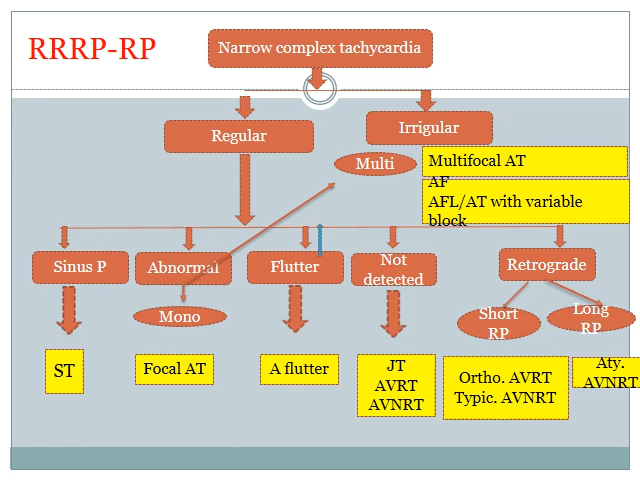 RRRP-RP
Narrow complex tachycardia
Regular
Irrigular
Multi
Multifocal AT
AF
AFL/AT with variable
block
Sinus P
Abnormal
Flutter
Not
detected
Retrograde
Mono
Short
RP
Long
RP
ST
Focal AT
A flutter
JT
AVRT
AVNRT
Ortho. AVRT
Typic. AVNRT
Aty.
AVNRT